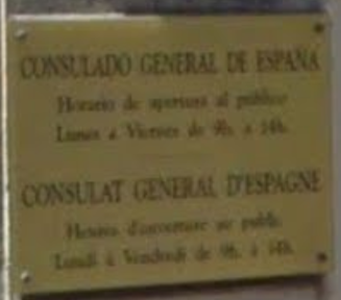 CONSULADO GENERAL DE ESPAÑA
Horario de apertura al público
Lunes a Viernes de 9h. a 14h.
CONSULAT GENERAL D'ESPAGNE
Heures d'ouverture au public
Lundi à Vendredi de 9h. à 14h.